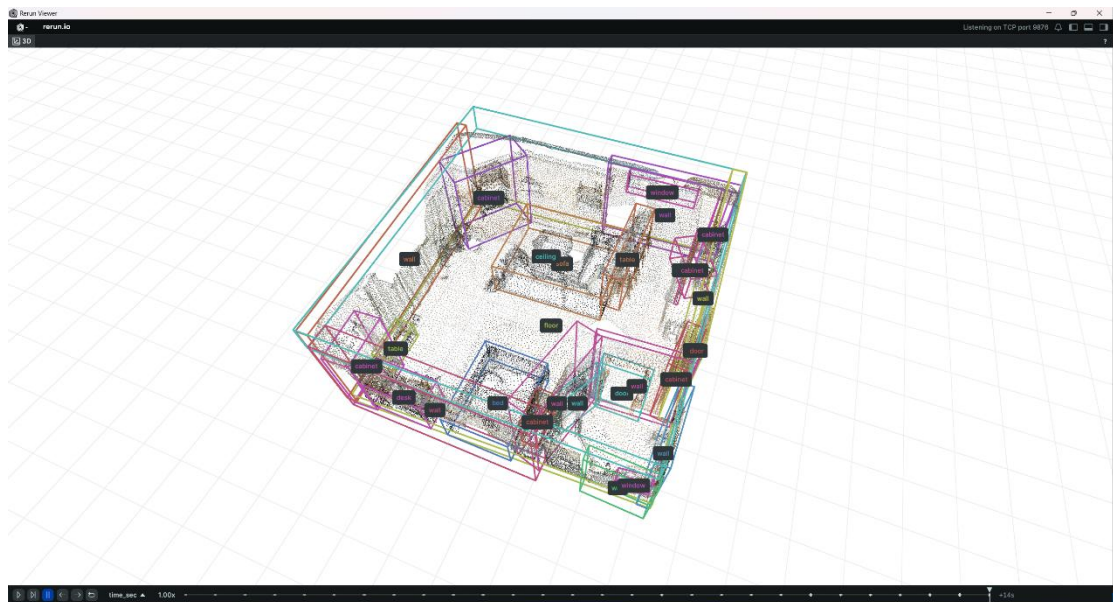 Rerun Viewer
rerun.io
Listening on TCP port 9876
3D
?
window
cabinet
wall
cabinet
wall
ceiling
sofa
table
cabinet
wall
floor
table
door
cabinet
cabinet
wall
door
desk
bed
wall
wall
wall
cabinet
wall
window
time_sec
1.00x
+14s